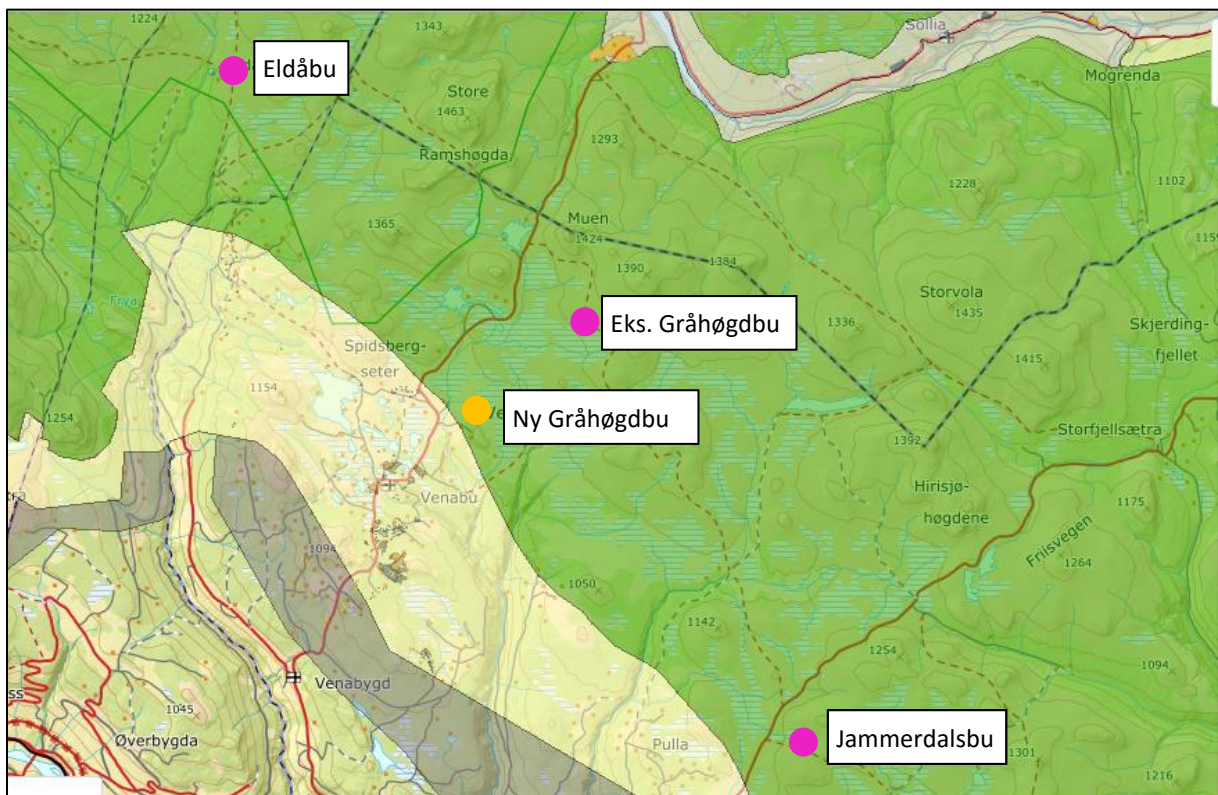 1224
1343
Sollia
Eldåbu
Mogrenda
Store
1463
1293
Ramshøgda
1228
1102
1365
Muen
1424
1159
1390
1384
Storvola
1435
Frya
Eks. Gråhøgdbu
1336
Skjerding-
fjellet
Spidsberg-
seter
1415
1154
1254
Ny Gråhøgdbu
Storfjellsætra
1392
Venabu
Hirisjø-
høgdene
1175
1094
Friisvegen
1264
1050
1142
1254
1094
Venabygd
1045
Øverbygda
Pulla
Jammerdalsbu
1301
1216